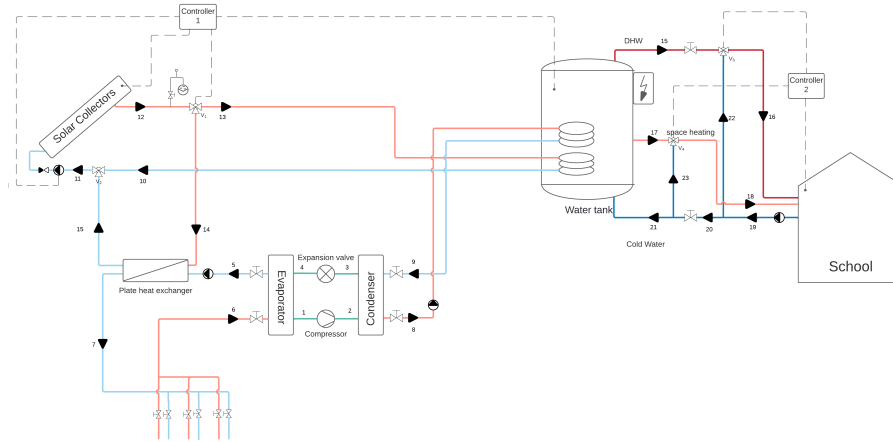 Controller
1
DHW
15
Solar Collectors
12
V₁
13
Controller
2
V₅
16
22
17
space heating
V₄
11
V₂
10
23
18
Water tank
21
20
19
15
14
Cold Water
School
Plate heat exchanger
5
Expansion valve
4
3
9
Evaporator
Condenser
6
1
2
8
Compressor
7